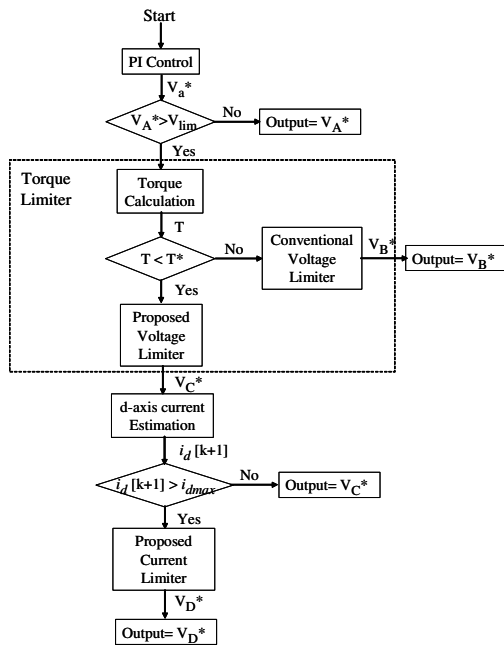 Start
PI Control
Va*
VA*>Vlim
No
Output= VA*
Yes
Torque
Limiter
Torque
Calculation
T
T < T*
No
Conventional
Voltage
Limiter
VB*
Output= VB*
Yes
Proposed
Voltage
Limiter
VC*
d-axis current
Estimation
id [k+1]
id [k+1] > idmax
No
Output= VC*
Yes
Proposed
Current
Limiter
VD*
Output= VD*